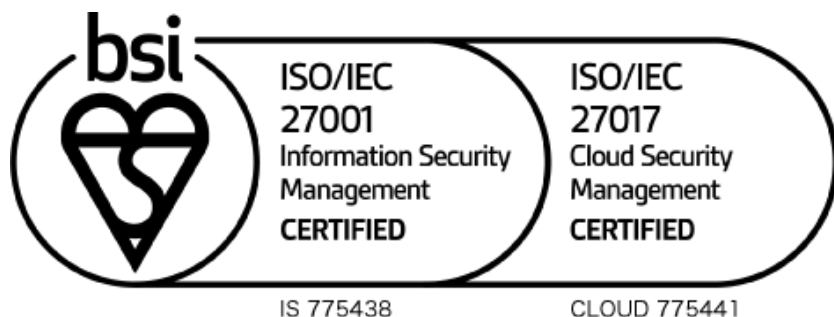 bsi
ISO/IEC
27001
Information Security
Management
CERTIFIED
IS 775438
ISO/IEC
27017
Cloud Security
Management
CERTIFIED
CLOUD 775441